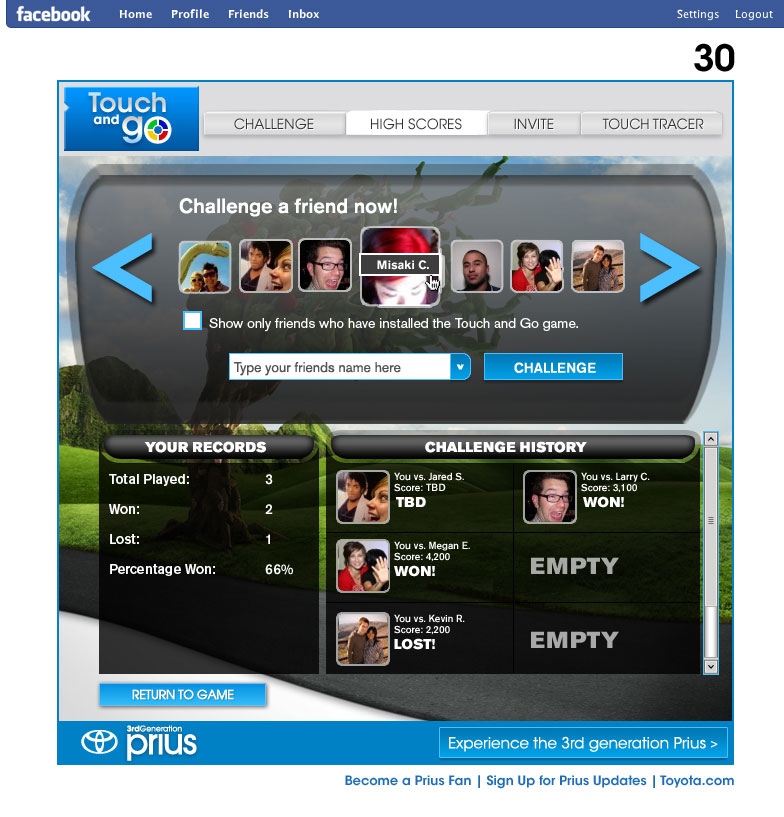 facebook Home Profile Friends Inbox Settings Logout
30
Touch
and
go
CHALLENGE HIGH SCORES INVITE TOUCH TRACER
Challenge a friend now!
Misaki C.
Show only friends who have installed the Touch and Go game.
Type your friends name here
CHALLENGE
YOUR RECORDS
Total Played: 3
Won: 2
Lost: 1
Percentage Won: 66%
CHALLENGE HISTORY
You vs. Jared S.
Score: TBD
TBD
You vs. Larry C.
Score: 3,100
WON!
You vs. Megan E.
Score: 4,200
WON!
EMPTY
You vs. Kevin R.
Score: 2,200
LOST!
EMPTY
RETURN TO GAME
3rdGeneration
prius
Experience the 3rd generation Prius >
Become a Prius Fan | Sign Up for Prius Updates | Toyota.com